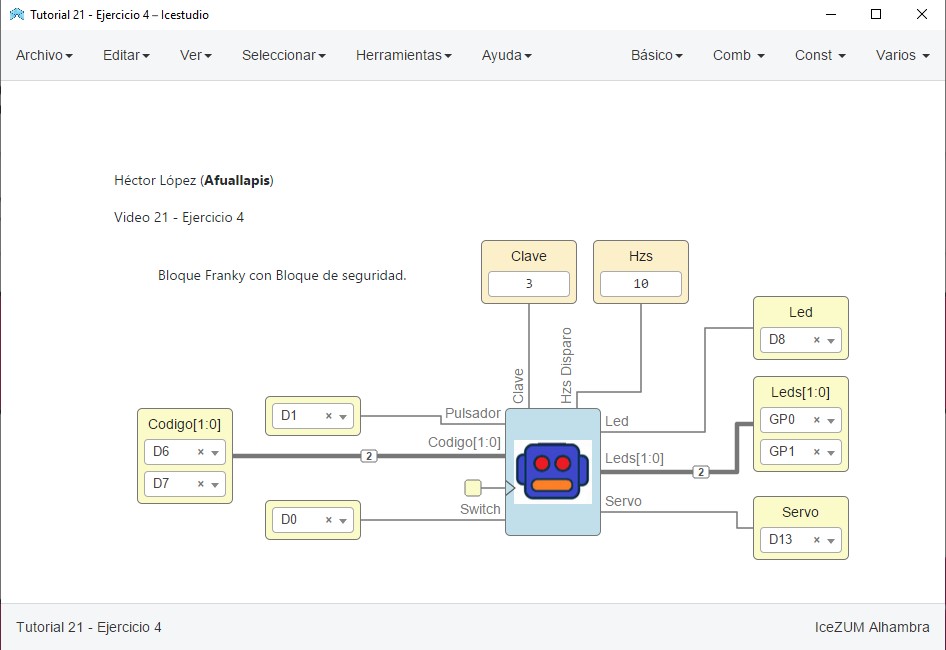 Tutorial 21 - Ejercicio 4 – Icestudio
Archivo Editar Ver Seleccionar Herramientas Ayuda Básico Comb Const Varios
Héctor López (Afuallapis)
Video 21 - Ejercicio 4
Bloque Franky con Bloque de seguridad.
Clave
3
Hzs
10
Clave
Hzs Disparo
Led
D8
Leds[1:0]
GP0
GP1
Servo
D13
D1
Codigo[1:0]
D6
D7
D0
2
Pulsador
Codigo[1:0]
Switch
Led
Leds[1:0]
2
Servo
Tutorial 21 - Ejercicio 4
IceZUM Alhambra